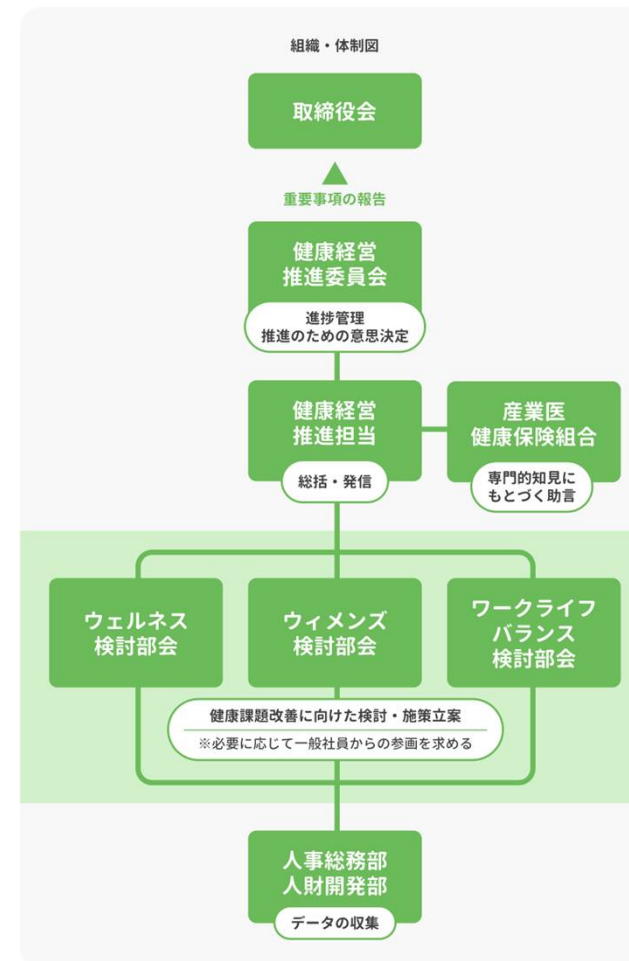 組織・体制図
取締役会
重要事項の報告
健康経営
推進委員会
進捗管理
推進のための意思決定
健康経営
推進担当
総括・発信
産業医
健康保険組合
専門的知見に
もとづく助言
ウェルネス
検討部会
ウィメンズ
検討部会
ワークライフ
バランス
検討部会
健康課題改善に向けた検討・施策立案
※必要に応じて一般社員からの参画を求める
人事総務部
人財開発部
データの収集